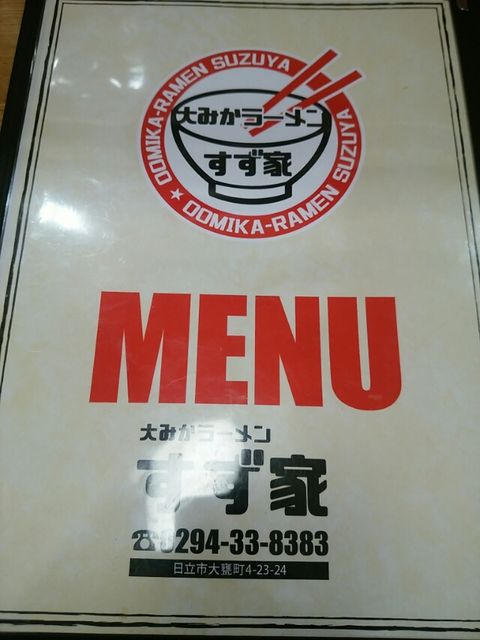 OOMIKA-RAMEN SUZUYA
大みかラーメン
すず家
★ OOMIKA-RAMEN SUZUYA
MENU
大みかラーメン
すず家
☎0294-33-8383
日立市大甕町4-23-24